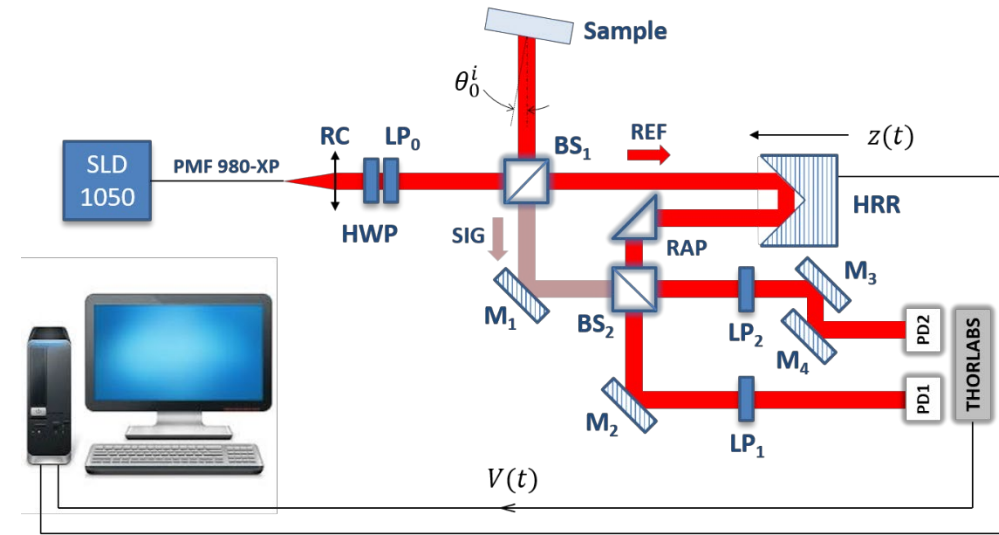 Sample
θ₀ⁱ
RC
LP₀
BS₁
REF
z(t)
SLD
1050
PMF 980-XP
HWP
SIG
RAP
HRR
M₁
BS₂
LP₂
M₃
M₄
PD2
M₂
LP₁
PD1
THORLABS
V(t)